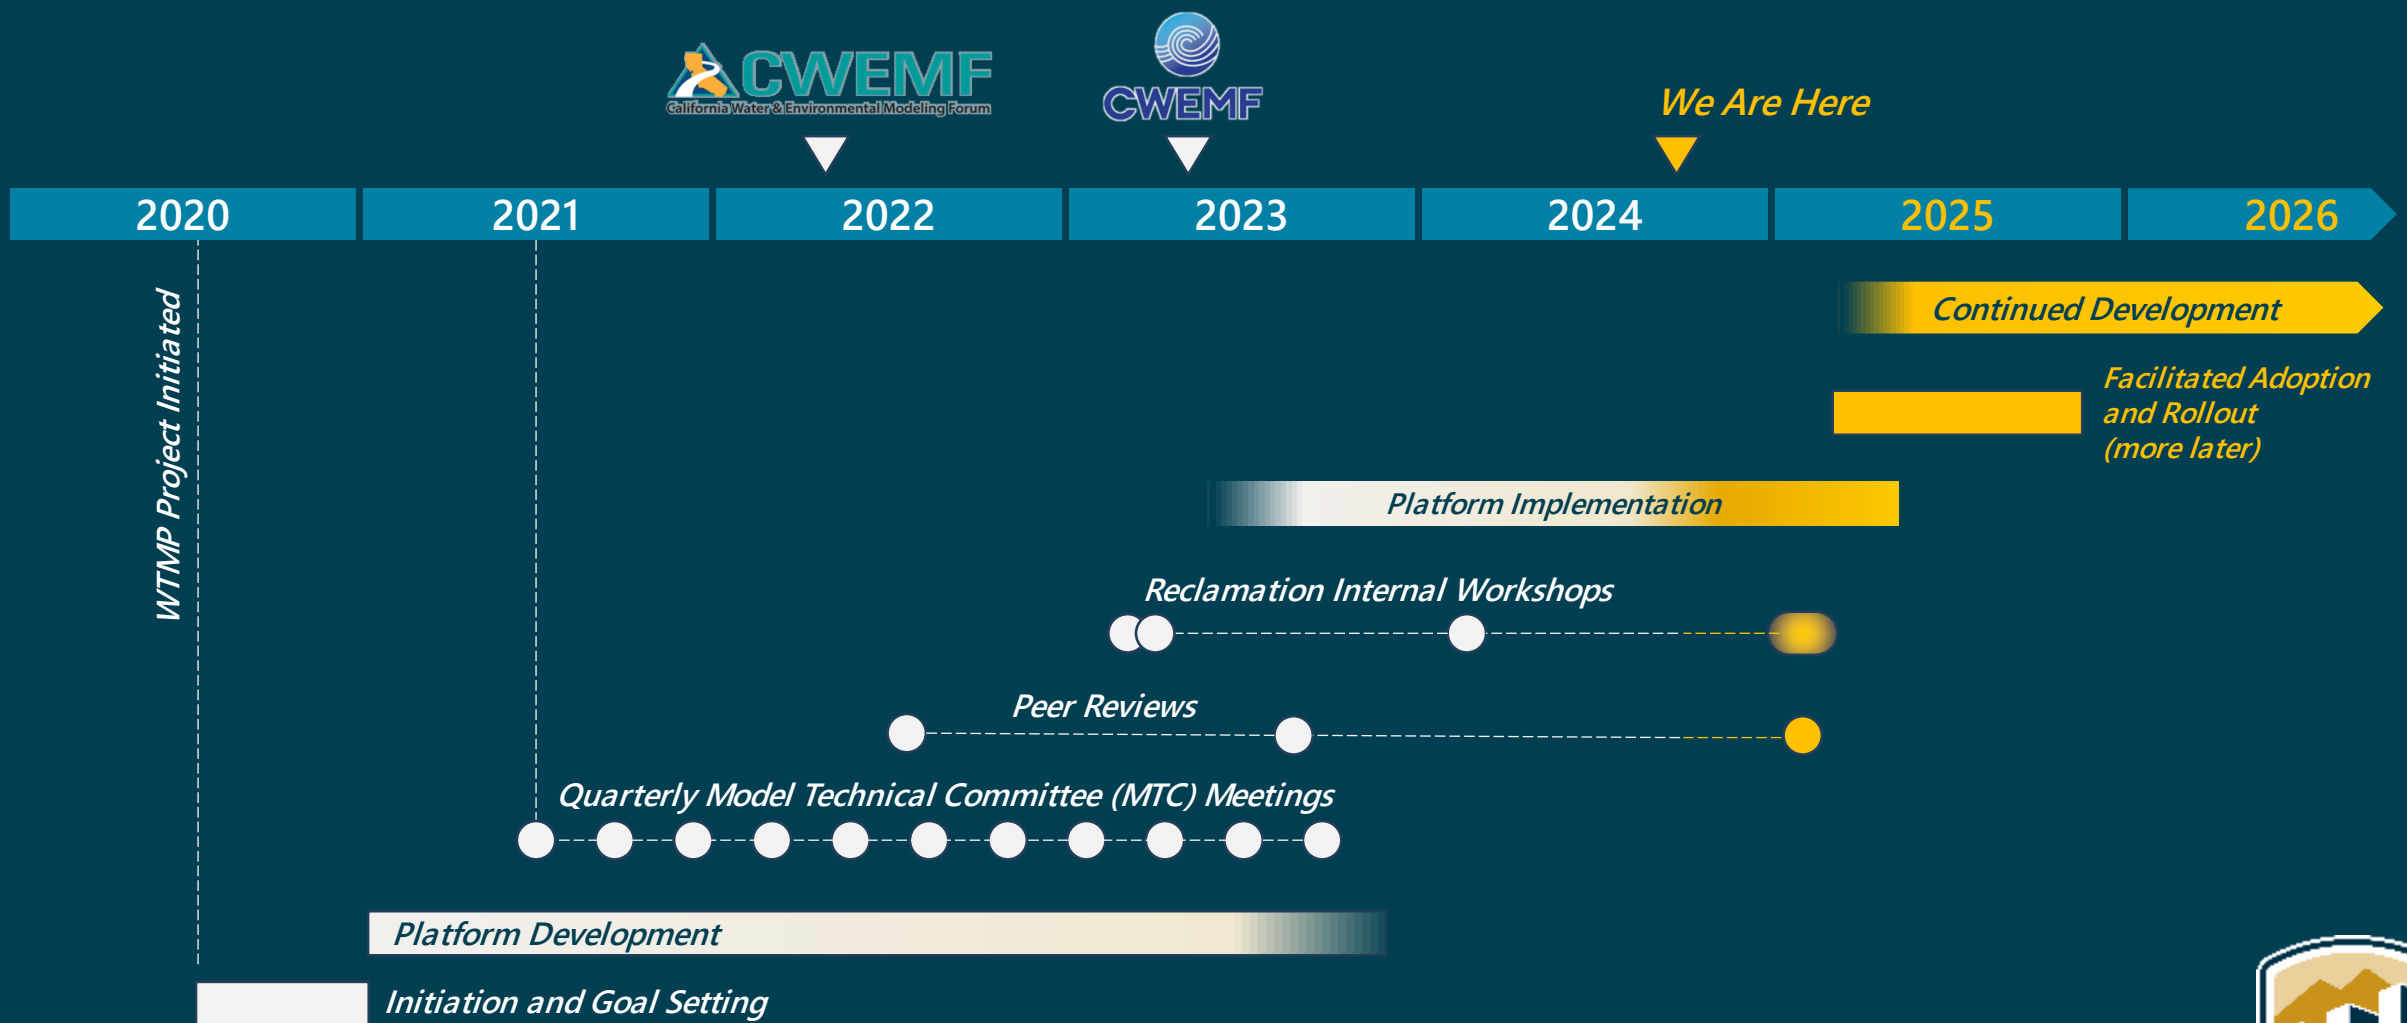 CWEMF
California Water & Environmental Modeling Forum
CWEMF
We Are Here
2020
2021
2022
2023
2024
2025
2026
WTMP Project Initiated
Continued Development
Facilitated Adoption
and Rollout
(more later)
Platform Implementation
Reclamation Internal Workshops
Peer Reviews
Quarterly Model Technical Committee (MTC) Meetings
Platform Development
Initiation and Goal Setting